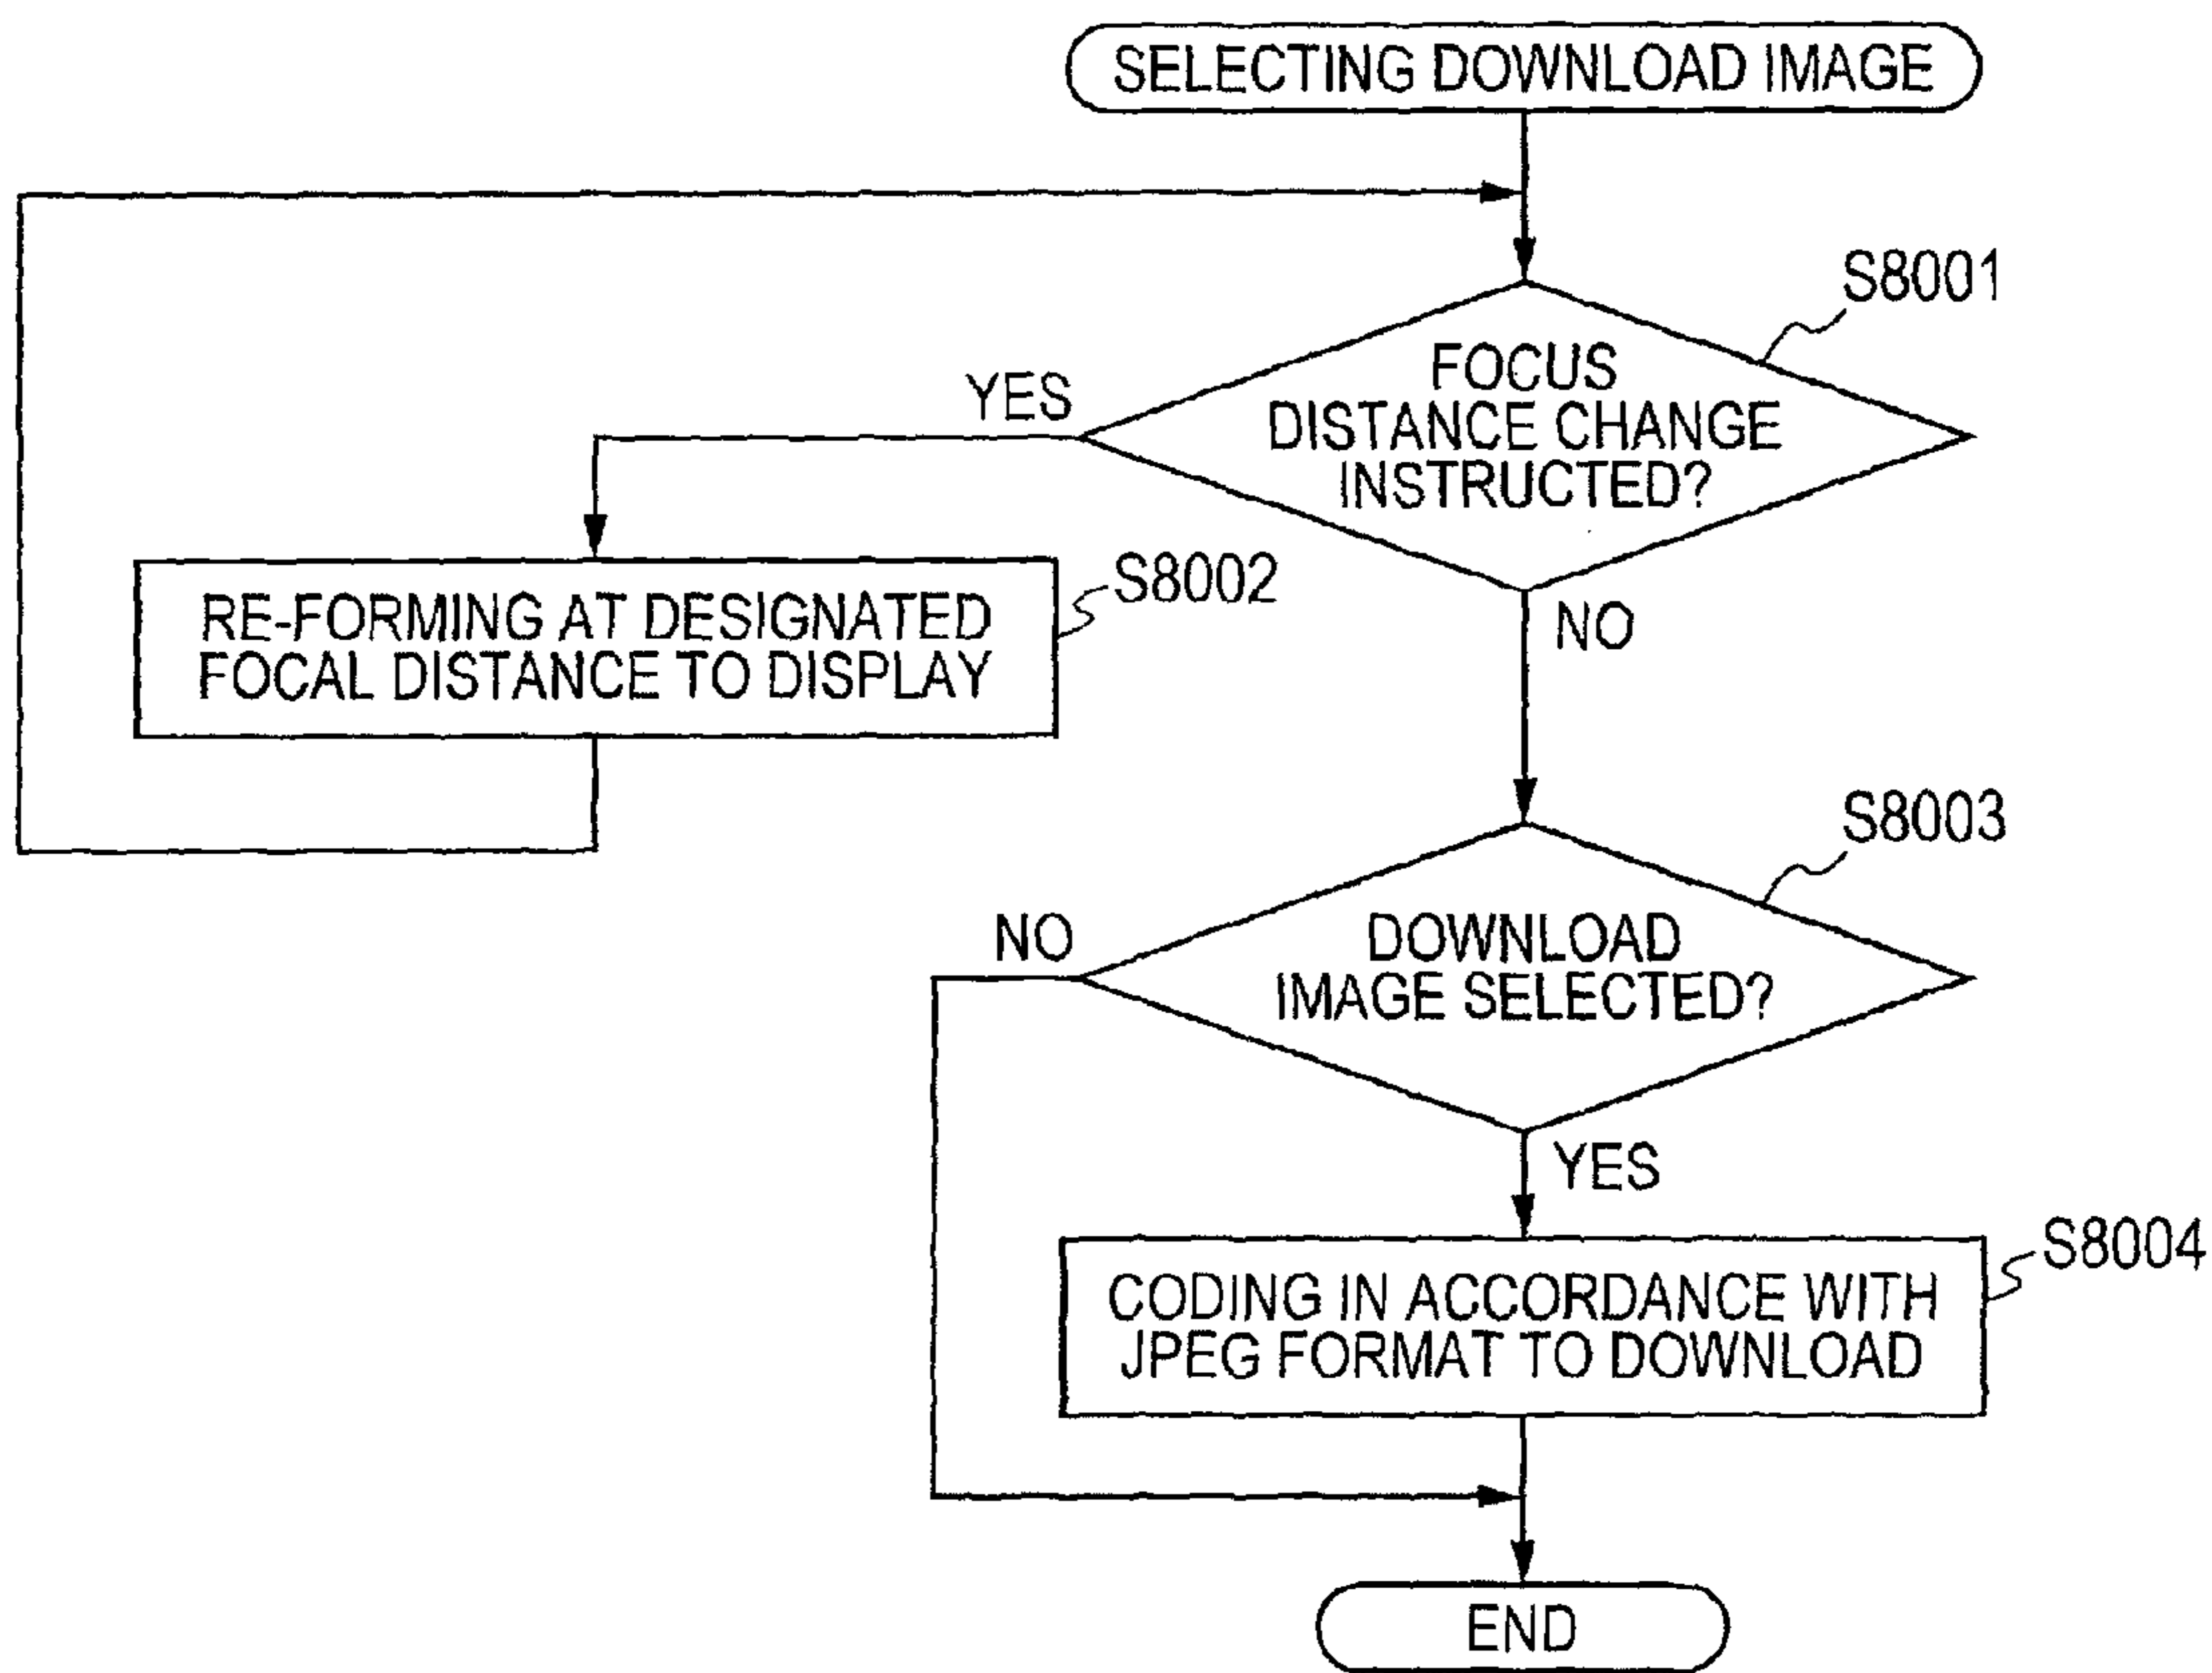 SELECTING DOWNLOAD IMAGE
S8001
FOCUS
DISTANCE CHANGE
INSTRUCTED?
YES
NO
S8002
RE-FORMING AT DESIGNATED
FOCAL DISTANCE TO DISPLAY
S8003
DOWNLOAD
IMAGE SELECTED?
NO
YES
S8004
CODING IN ACCORDANCE WITH
JPEG FORMAT TO DOWNLOAD
END